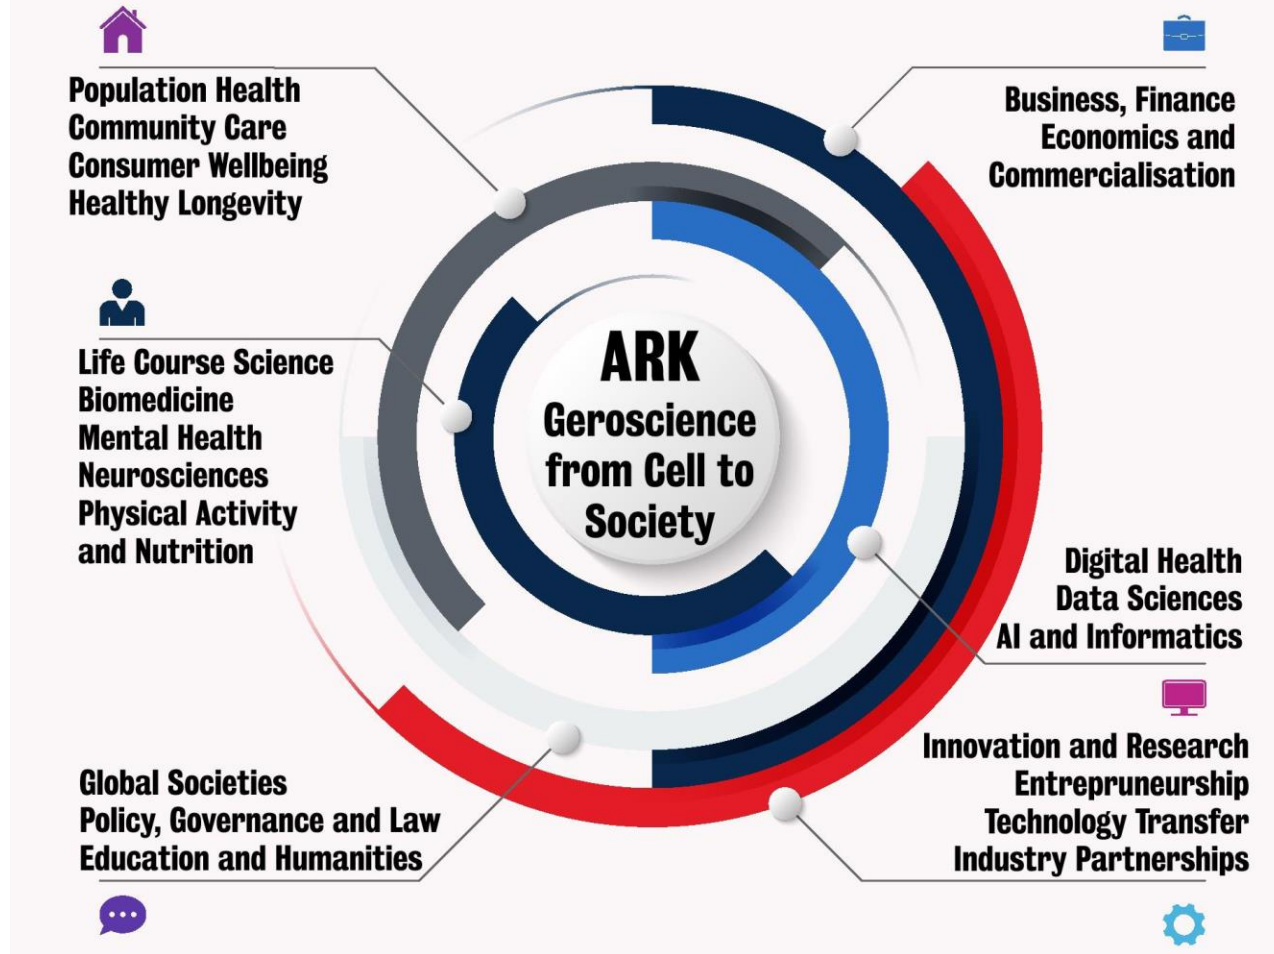 Population Health
Community Care
Consumer Wellbeing
Healthy Longevity
Business, Finance
Economics and
Commercialisation
Life Course Science
Biomedicine
Mental Health
Neurosciences
Physical Activity
and Nutrition
ARK
Geroscience
from Cell to
Society
Digital Health
Data Sciences
AI and Informatics
Global Societies
Policy, Governance and Law
Education and Humanities
Innovation and Research
Entrepruneurship
Technology Transfer
Industry Partnerships